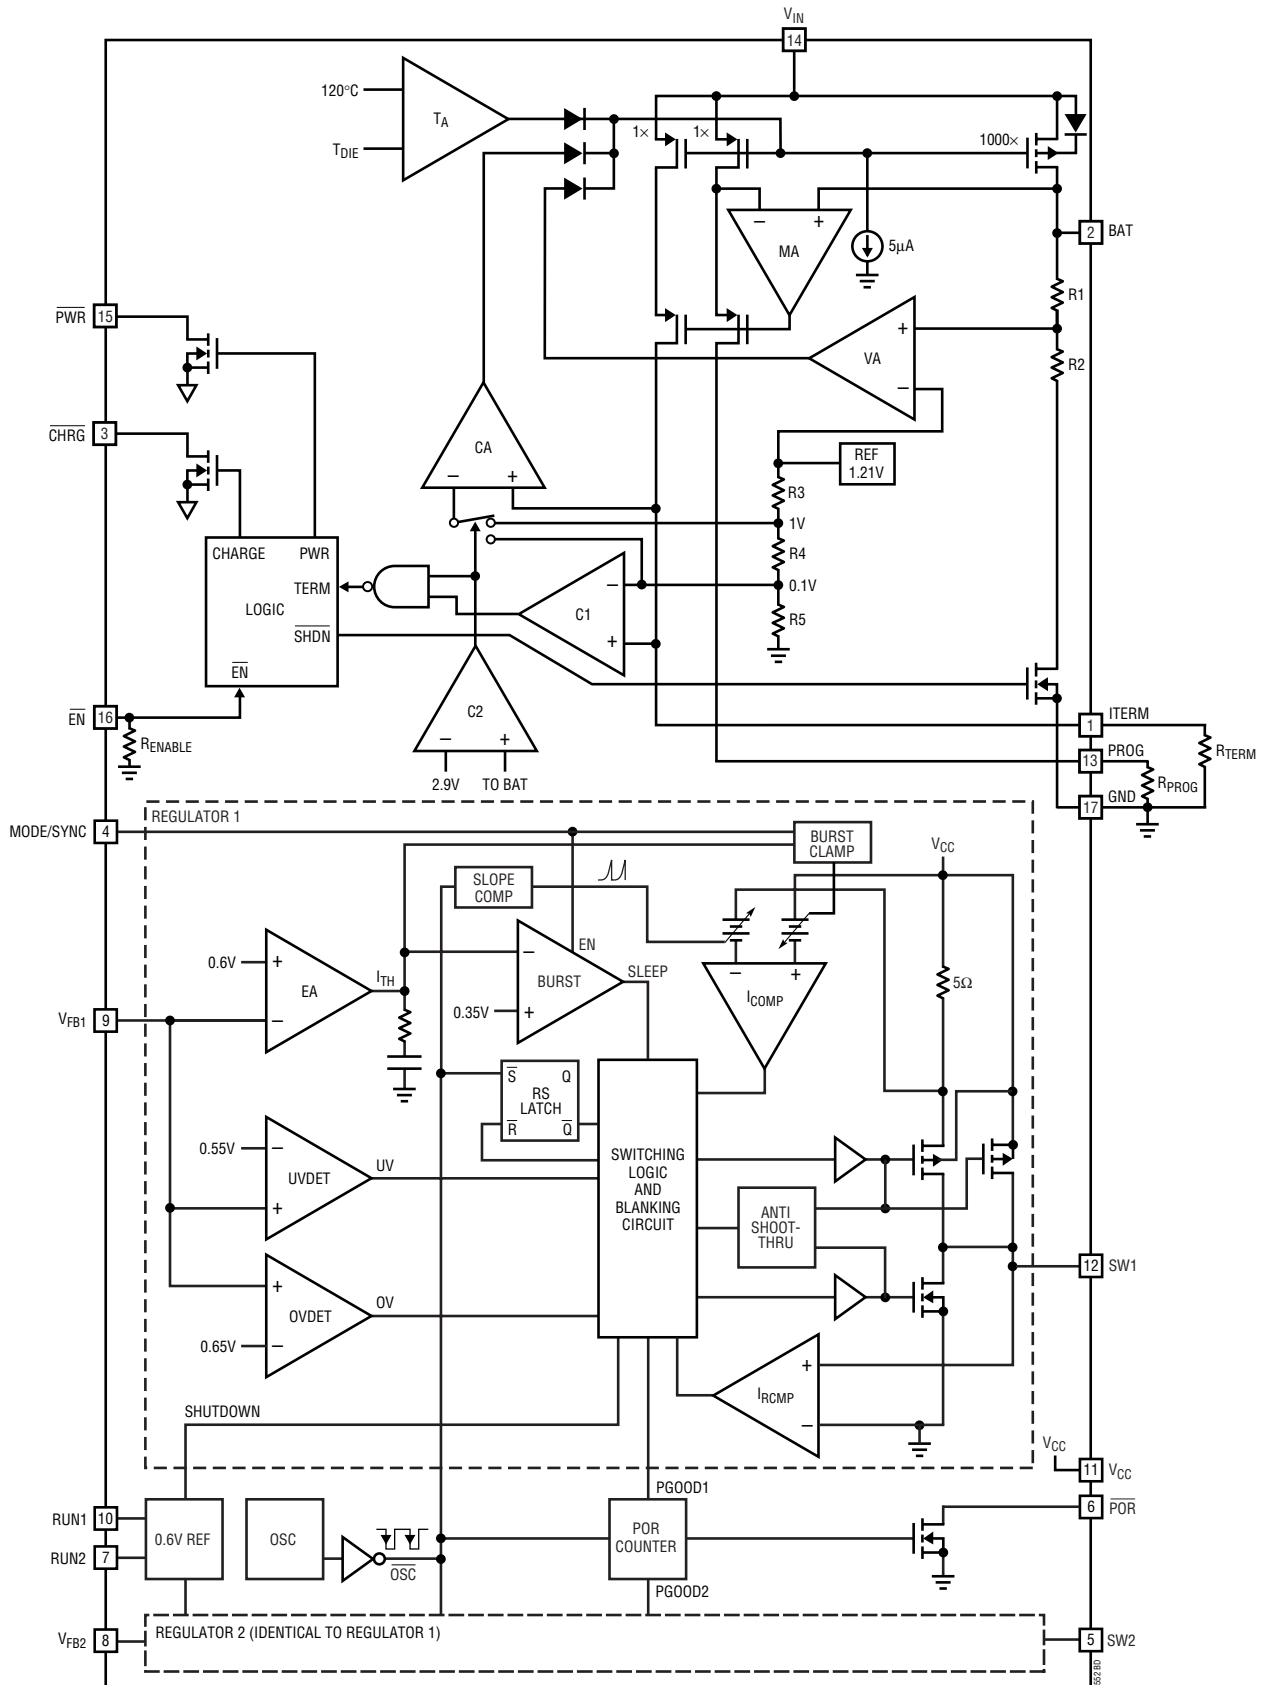 VIN
14
120°C
TA
TDIE
1×
1×
1000×
– +
MA
5µA
2
BAT
R1
PWR
15
+
VA
–
R2
CHRG
3
CA
– +
REF
1.21V
R3
1V
CHARGE
PWR
TERM
LOGIC
SHDN
EN
–
C1
+
R4
0.1V
R5
EN
16
RENABLE
C2
– +
2.9V
TO BAT
1
ITERM
13
PROG
RTERM
RPROG
17
GND
REGULATOR 1
MODE/SYNC
4
BURST
CLAMP
VCC
SLOPE
COMP
0.6V
+
EA
–
ITH
–
EN
BURST
SLEEP
0.35V
+
– +
ICOMP
5Ω
VFB1
9
S
Q
RS
LATCH
R
Q
0.55V
–
UVDET
UV
+
SWITCHING
LOGIC
AND
BLANKING
CIRCUIT
ANTI
SHOOT-
THRU
12
SW1
+
OVDET
OV
0.65V
–
+
IRCMP
–
SHUTDOWN
VCC
11
VCC
PGOOD1
6
POR
RUN1
10
0.6V REF
OSC
POR
COUNTER
RUN2
7
OSC
PGOOD2
VFB2
8
REGULATOR 2 (IDENTICAL TO REGULATOR 1)
5
SW2
552 BD